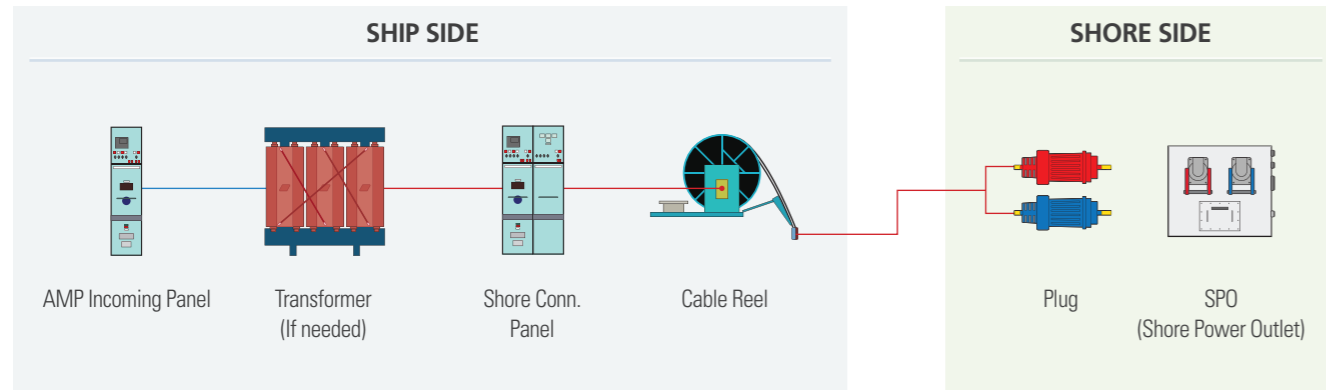 SHIP SIDE
SHORE SIDE
AMP Incoming Panel
Transformer
(If needed)
Shore Conn.
Panel
Cable Reel
Plug
SPO
(Shore Power Outlet)